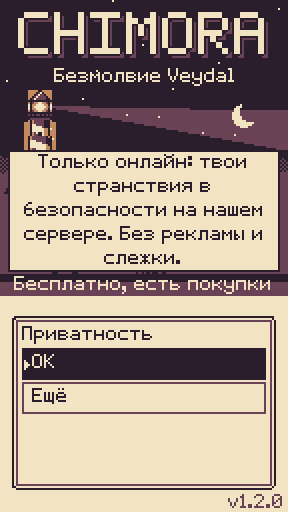 CHIMORA
Безмолвие Veydal
Только онлайн: твои
странствия в
безопасности на нашем
сервере. Без рекламы и
слежки.
Бесплатно, есть покупки
Приватность
ОК
Ещё
v1.2.0